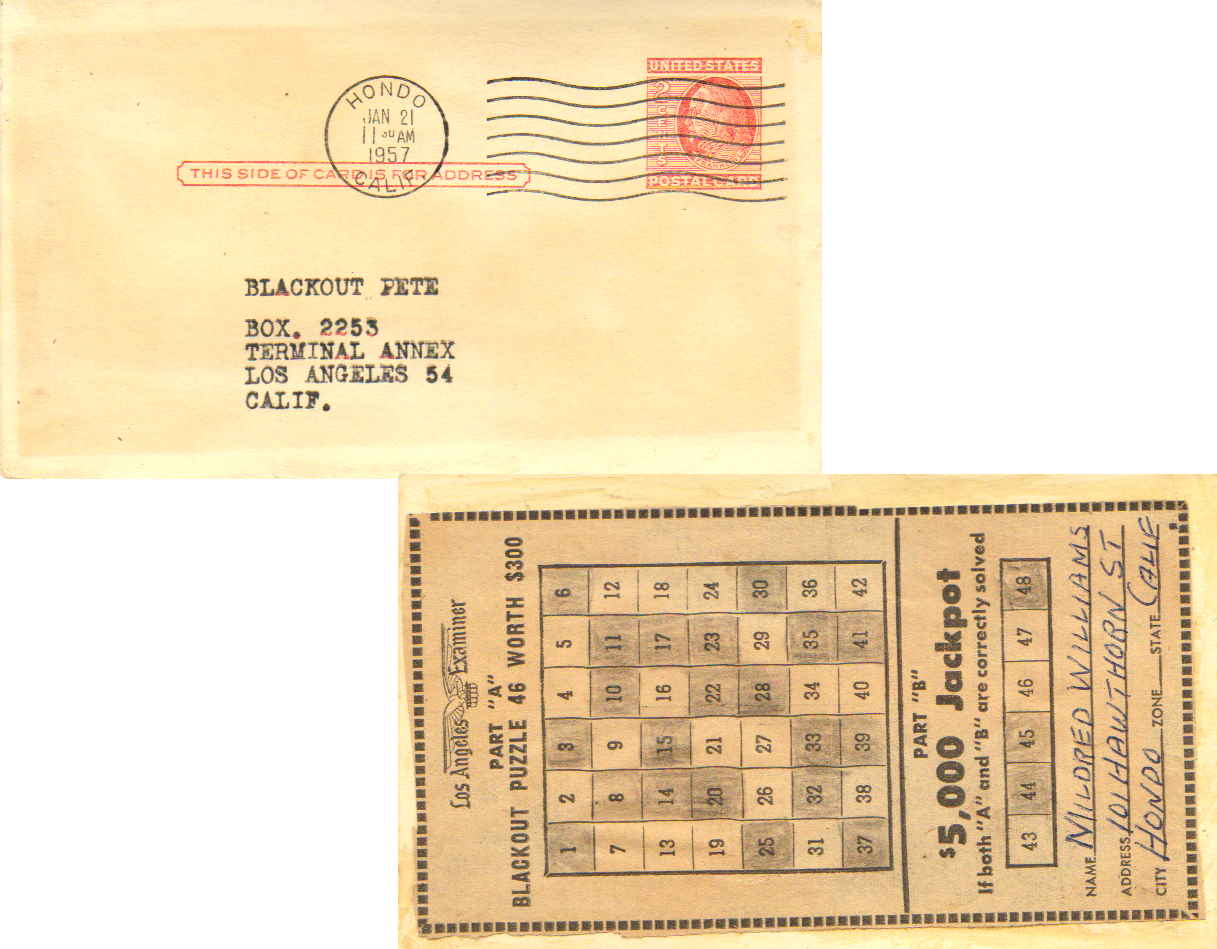 HONDO
JAN 21
11 30 AM
1957
CALIF
THIS SIDE OF CARD IS FOR ADDRESS
UNITED STATES
2 CENTS
POSTAL CARD
BLACKOUT PETE
BOX. 2253
TERMINAL ANNEX
LOS ANGELES 54
CALIF.
Los Angeles Examiner
PART "A"
BLACKOUT PUZZLE 46 WORTH $300
1 2 3 4 5 6
7 8 9 10 11 12
13 14 15 16 17 18
19 20 21 22 23 24
25 26 27 28 29 30
31 32 33 34 35 36
37 38 39 40 41 42
PART "B"
$5,000 Jackpot
If both "A" and "B" are correctly solved
43 44 45 46 47 48
NAME MILDRED WILLIAMS
ADDRESS 101 HAWTHORN ST
CITY HONDO ZONE STATE CALIF